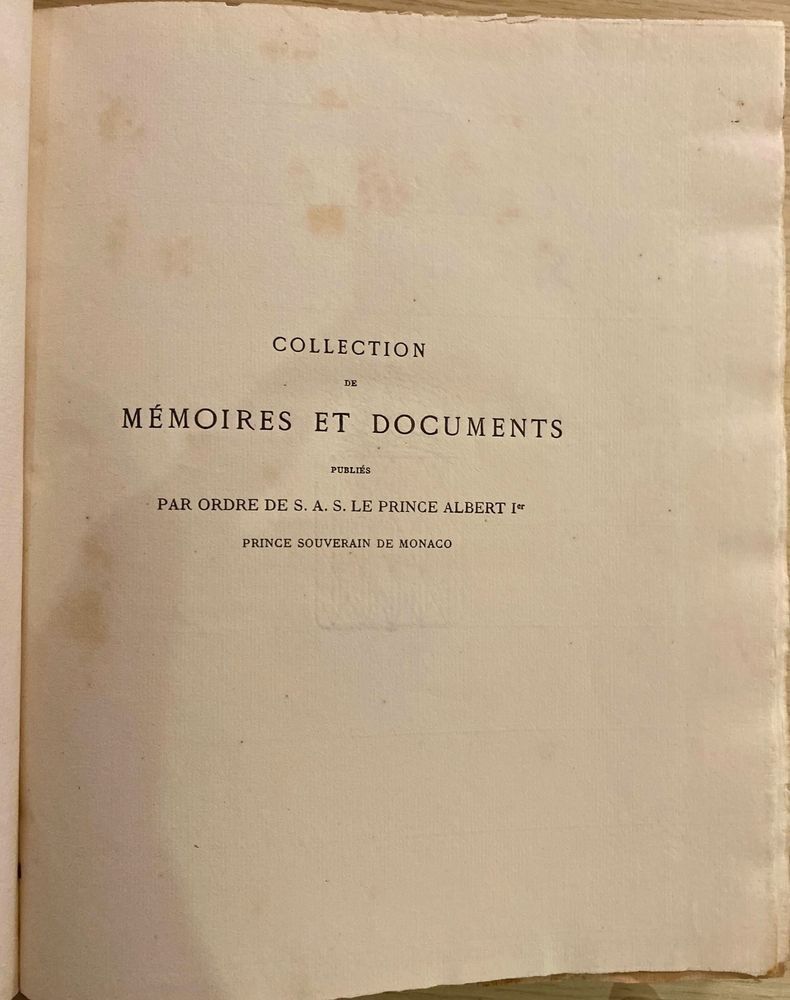 COLLECTION
DE
MÉMOIRES ET DOCUMENTS
PUBLIÉS
PAR ORDRE DE S. A. S. LE PRINCE ALBERT Ier
PRINCE SOUVERAIN DE MONACO